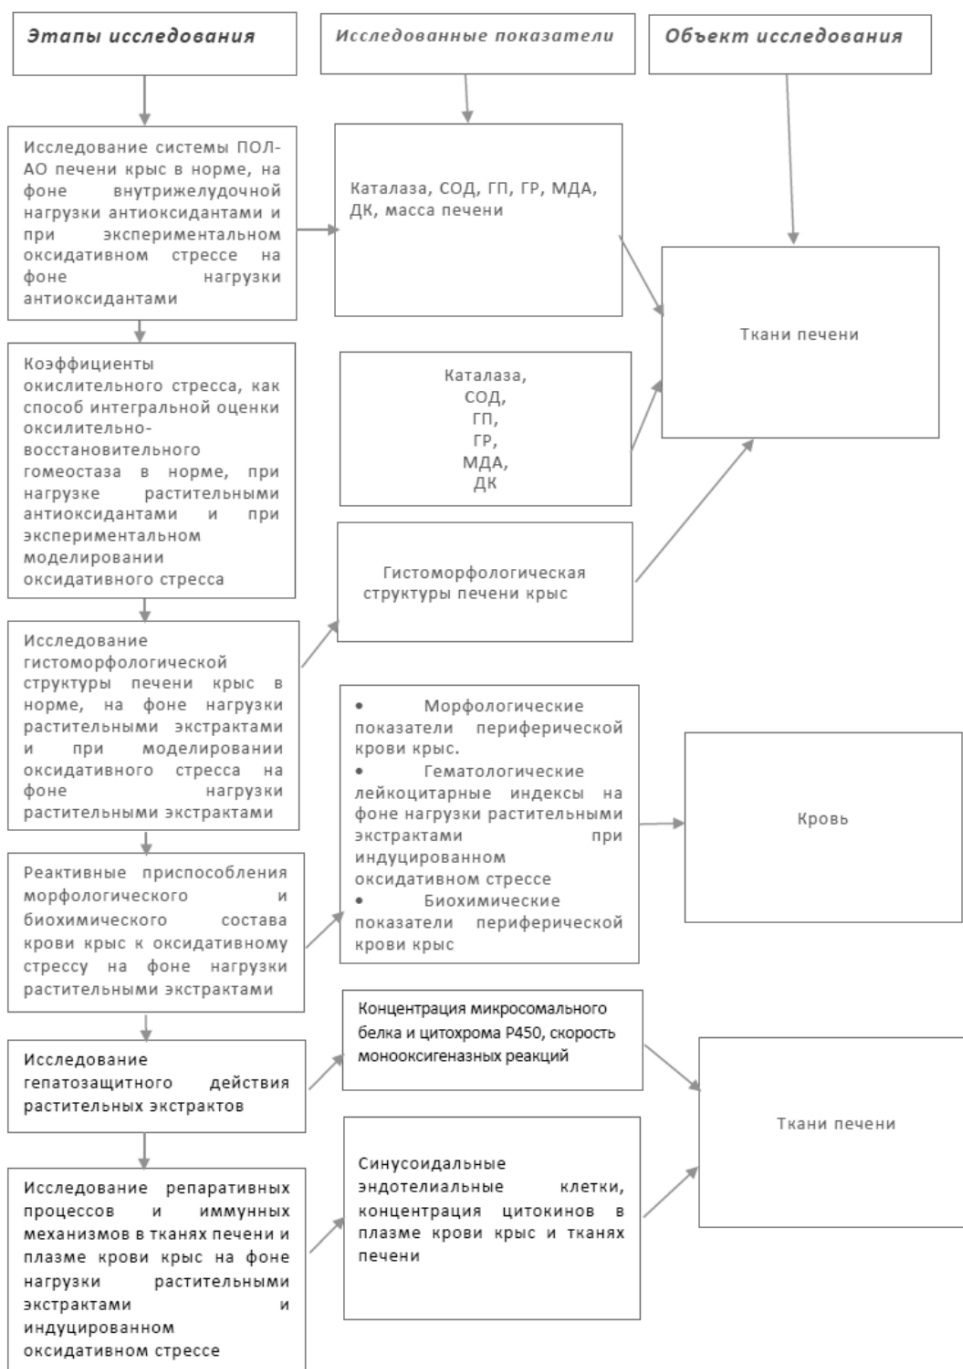 Этапы исследования
Исследованные показатели
Объект исследования
Исследование системы ПОЛ-
АО печени крыс в норме, на
фоне внутрижелудочной
нагрузки антиоксидантами и
при экспериментальном
оксидативном стрессе на
фоне нагрузки
антиоксидантами
Каталаза, СОД, ГП, ГР, МДА,
ДК, масса печени
Ткани печени
Коэффициенты
окислительного стресса, как
способ интегральной оценки
оксилительно-
восстановительного
гомеостаза в норме, при
нагрузке растительными
антиоксидантами и при
экспериментальном
моделировании
оксидативного стресса
Каталаза,
СОД,
ГП,
ГР,
МДА,
ДК
Гистоморфологическая
структуры печени крыс
Исследование
гистоморфологической
структуры печени крыс в
норме, на фоне нагрузки
растительными экстрактами
и при моделировании
оксидативного стресса на
фоне нагрузки
растительными экстрактами
• Морфологические
показатели периферической
крови крыс.
• Гематологические
лейкоцитарные индексы на
фоне нагрузки растительными
экстрактами при
индуцированном
оксидативном стрессе
• Биохимические
показатели периферической
крови крыс
Кровь
Реактивные приспособления
морфологического и
биохимического состава
крови крыс к оксидативному
стрессу на фоне нагрузки
растительными экстрактами
Концентрация микросомального
белка и цитохрома Р450, скорость
монооксигеназных реакций
Исследование
гепатозащитного действия
растительных экстрактов
Ткани печени
Исследование репаративных
процессов и иммунных
механизмов в тканях печени и
плазме крови крыс на фоне
нагрузки растительными
экстрактами и
индуцированном
оксидативном стрессе
Синусоидальные
эндотелиальные клетки,
концентрация цитокинов в
плазме крови крыс и тканях
печени